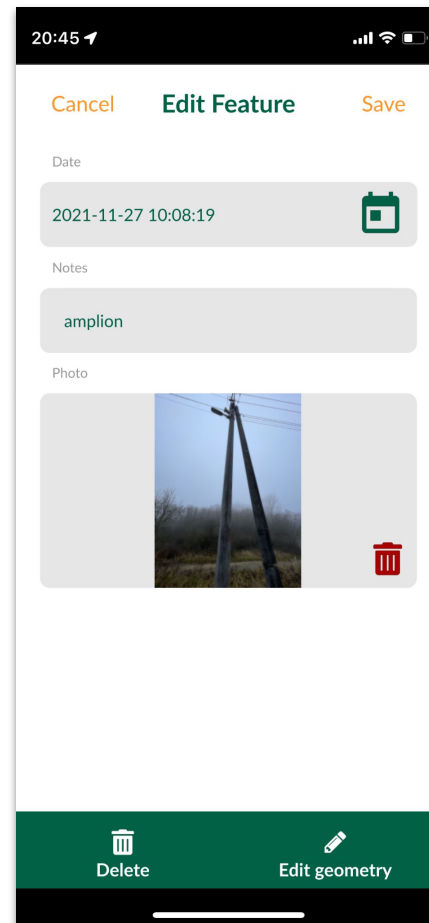 20:45
Cancel Edit Feature Save
Date
2021-11-27 10:08:19
Notes
amplion
Photo
Delete Edit geometry